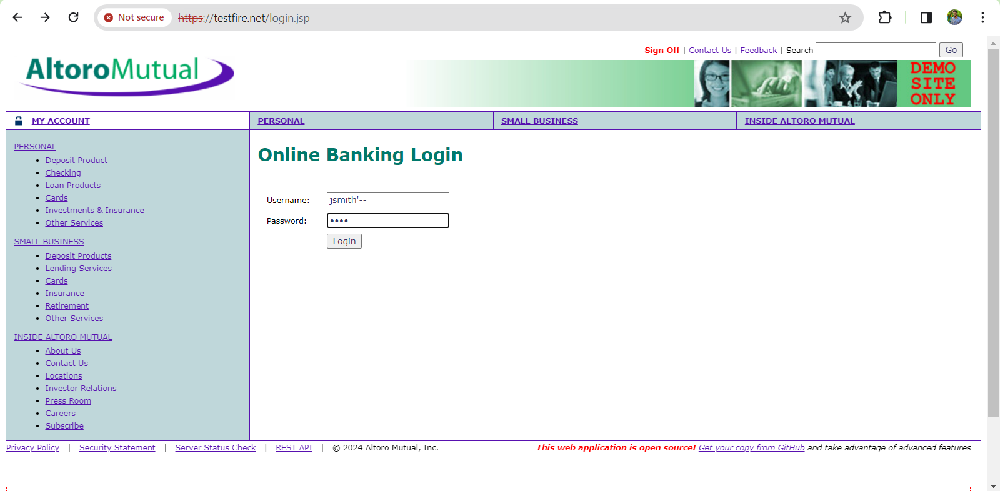 Not secure https://testfire.net/login.jsp
Sign Off | Contact Us | Feedback | Search Go
AltoroMutual
DEMO
SITE
ONLY
MY ACCOUNT PERSONAL SMALL BUSINESS INSIDE ALTORO MUTUAL
PERSONAL
• Deposit Product
• Checking
• Loan Products
• Cards
• Investments & Insurance
• Other Services
SMALL BUSINESS
• Deposit Products
• Lending Services
• Cards
• Insurance
• Retirement
• Other Services
INSIDE ALTORO MUTUAL
• About Us
• Contact Us
• Locations
• Investor Relations
• Press Room
• Careers
• Subscribe
Online Banking Login
Username: jsmith'--
Password: ••••
Login
Privacy Policy | Security Statement | Server Status Check | REST API | © 2024 Altoro Mutual, Inc. This web application is open source! Get your copy from GitHub and take advantage of advanced features